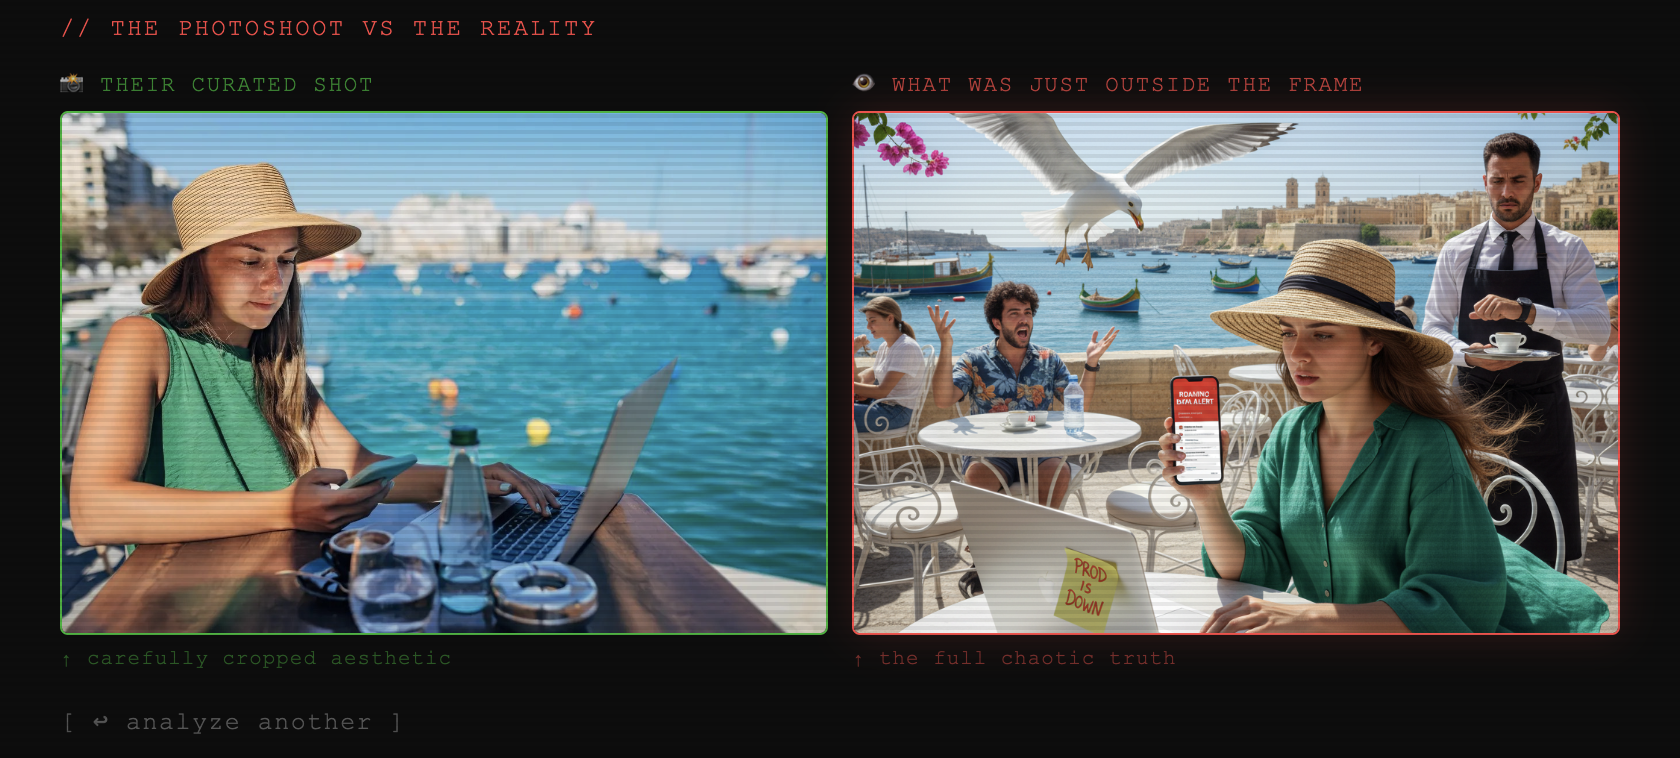 // THE PHOTOSHOOT VS THE REALITY
THEIR CURATED SHOT
WHAT WAS JUST OUTSIDE THE FRAME
ROAMING
ALERT
PROD
IS
DOWN
↑ carefully cropped aesthetic
↑ the full chaotic truth
[ ↩ analyze another ]